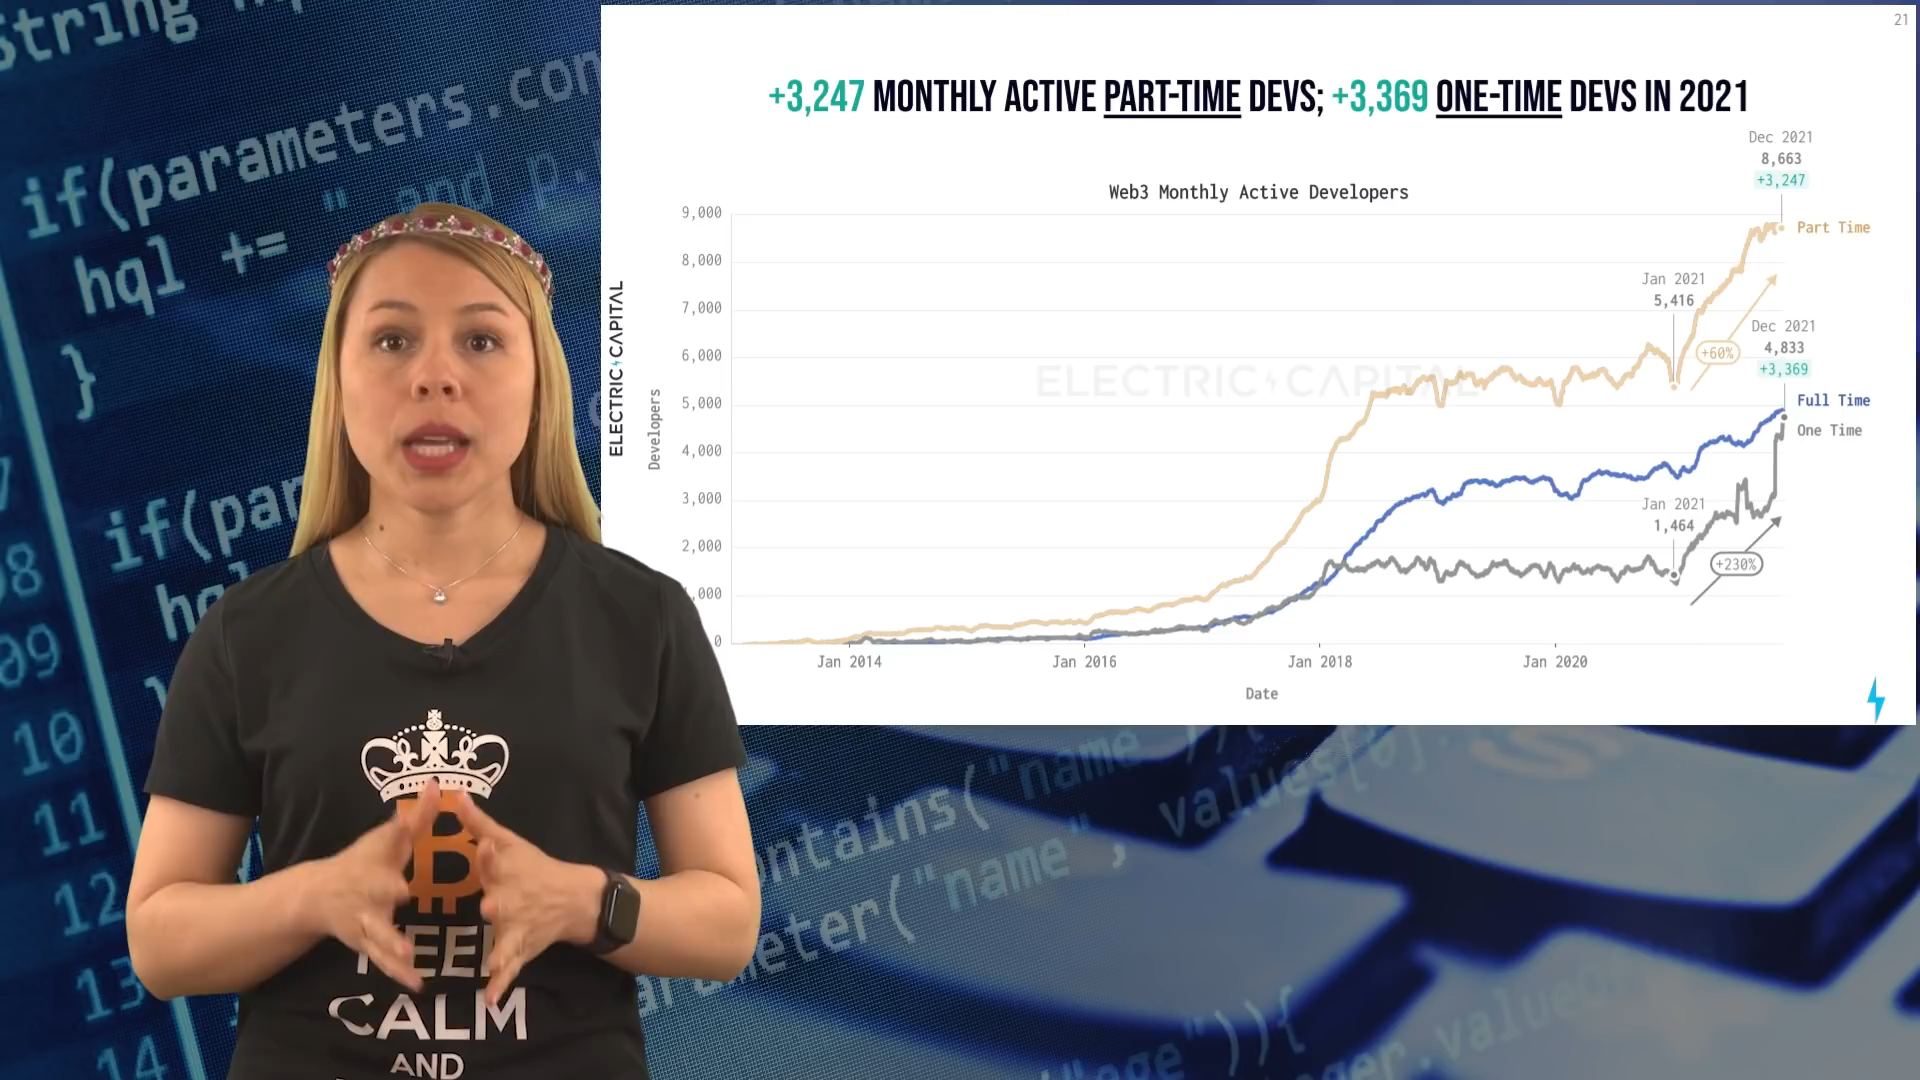 21
+3,247 MONTHLY ACTIVE PART-TIME DEVS; +3,369 ONE-TIME DEVS IN 2021
Dec 2021
8,663
+3,247
Web3 Monthly Active Developers
9,000
8,000
7,000
6,000
5,000
4,000
3,000
2,000
,000
0
Developers
ELECTRIC CAPITAL
ELECTRIC CAPITAL
Part Time
Jan 2021
5,416
+60%
Dec 2021
4,833
+3,369
Full Time
One Time
Jan 2021
1,464
+230%
Jan 2014
Jan 2016
Jan 2018
Jan 2020
Date
String
if(parameters.con
" and p.
hql +=
}
if(par
09
10
11
12
13
14
ontains("name"
values[0].
("name",
KEEP
CALM
AND